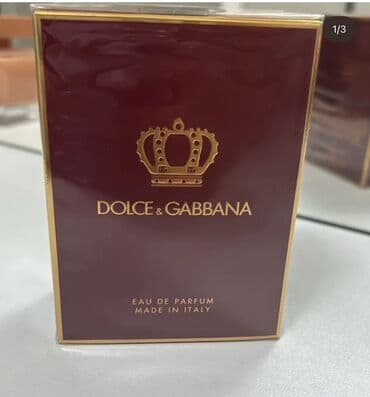 1/3
DOLCE & GABBANA
EAU DE PARFUM
MADE IN ITALY